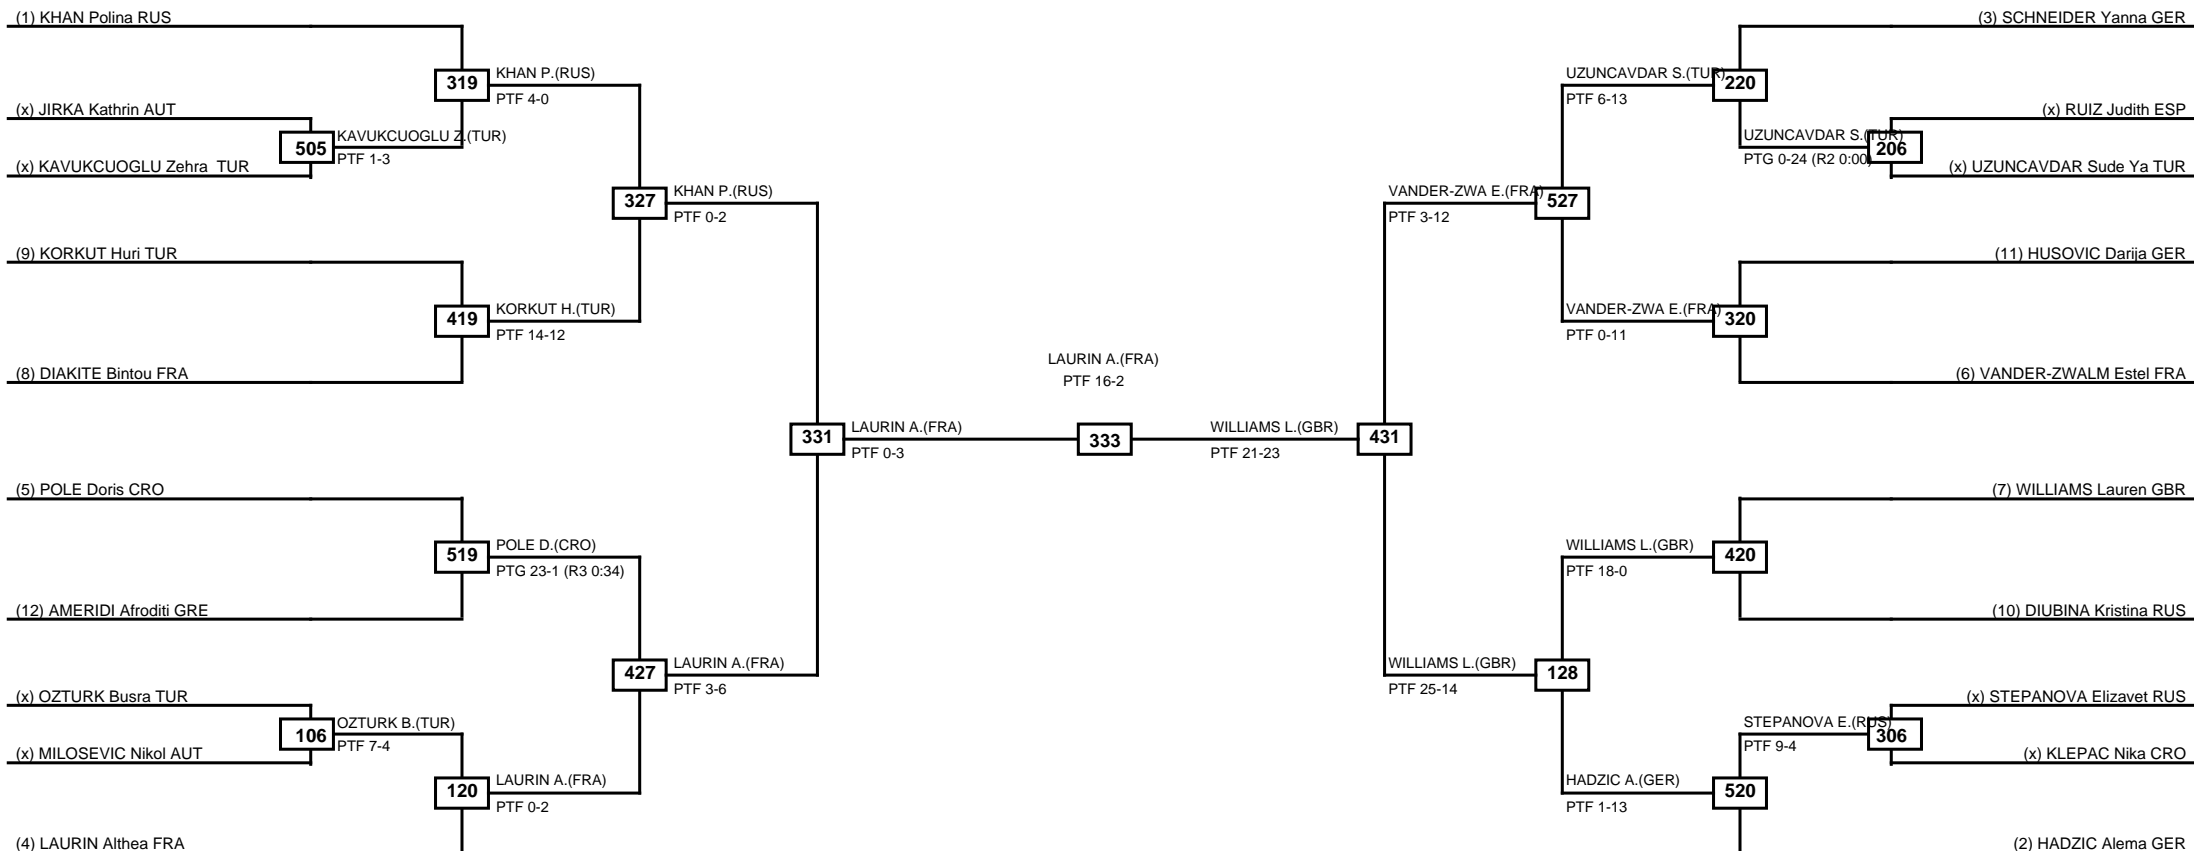 (1) KHAN Polina RUS
(3) SCHNEIDER Yanna GER
319
KHAN P.(RUS)
PTF 4-0
UZUNCAVDAR S.(TUR)
PTF 6-13
220
(x) JIRKA Kathrin AUT
(x) RUIZ Judith ESP
505
KAVUKCUOGLU Z.(TUR)
PTF 1-3
UZUNCAVDAR S.(TUR)
PTG 0-24 (R2 0:00)
206
(x) KAVUKCUOGLU Zehra  TUR
(x) UZUNCAVDAR Sude Ya TUR
327
KHAN P.(RUS)
PTF 0-2
VANDER-ZWA E.(FRA)
PTF 3-12
527
(9) KORKUT Huri TUR
(11) HUSOVIC Darija GER
419
KORKUT H.(TUR)
PTF 14-12
VANDER-ZWA E.(FRA)
PTF 0-11
320
(8) DIAKITE Bintou FRA
(6) VANDER-ZWALM Estel FRA
LAURIN A.(FRA)
PTF 16-2
331
LAURIN A.(FRA)
PTF 0-3
333
WILLIAMS L.(GBR)
PTF 21-23
431
(5) POLE Doris CRO
(7) WILLIAMS Lauren GBR
519
POLE D.(CRO)
PTG 23-1 (R3 0:34)
WILLIAMS L.(GBR)
PTF 18-0
420
(12) AMERIDI Afroditi GRE
(10) DIUBINA Kristina RUS
427
LAURIN A.(FRA)
PTF 3-6
WILLIAMS L.(GBR)
PTF 25-14
128
(x) OZTURK Busra TUR
(x) STEPANOVA Elizavet RUS
106
OZTURK B.(TUR)
PTF 7-4
STEPANOVA E.(RUS)
PTF 9-4
306
(x) MILOSEVIC Nikol AUT
(x) KLEPAC Nika CRO
120
LAURIN A.(FRA)
PTF 0-2
HADZIC A.(GER)
PTF 1-13
520
(4) LAURIN Althea FRA
(2) HADZIC Alema GER